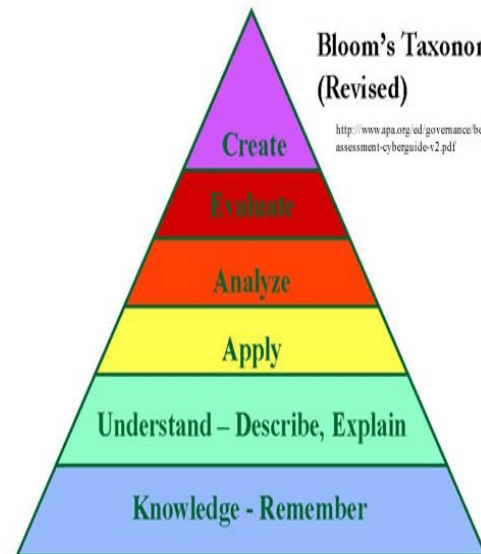 Bloom's Taxonor
(Revised)
http://www.apa.org/ed/governance/be
assessment-cyberguide-v2.pdf
Create
Evaluate
Analyze
Apply
Understand – Describe, Explain
Knowledge - Remember